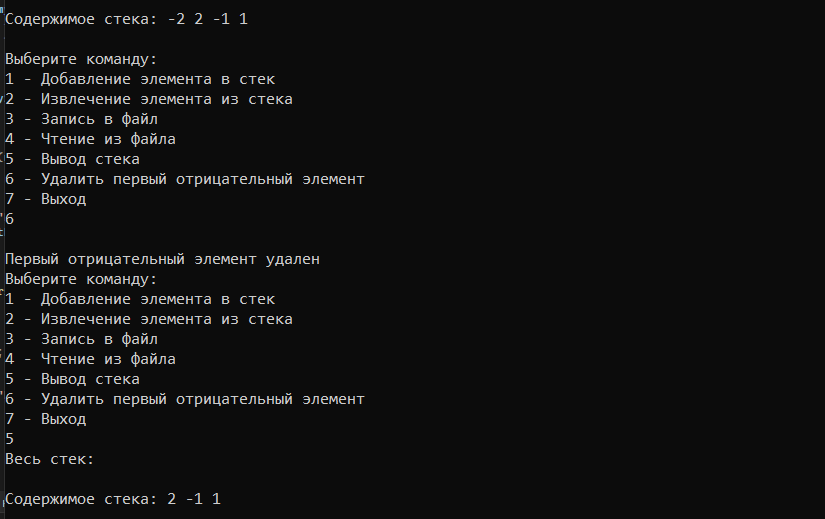 Содержимое стека: -2 2 -1 1
Выберите команду:
1 - Добавление элемента в стек
2 - Извлечение элемента из стека
3 - Запись в файл
4 - Чтение из файла
5 - Вывод стека
6 - Удалить первый отрицательный элемент
7 - Выход
6
Первый отрицательный элемент удален
Выберите команду:
1 - Добавление элемента в стек
2 - Извлечение элемента из стека
3 - Запись в файл
4 - Чтение из файла
5 - Вывод стека
6 - Удалить первый отрицательный элемент
7 - Выход
5
Весь стек:
Содержимое стека: 2 -1 1